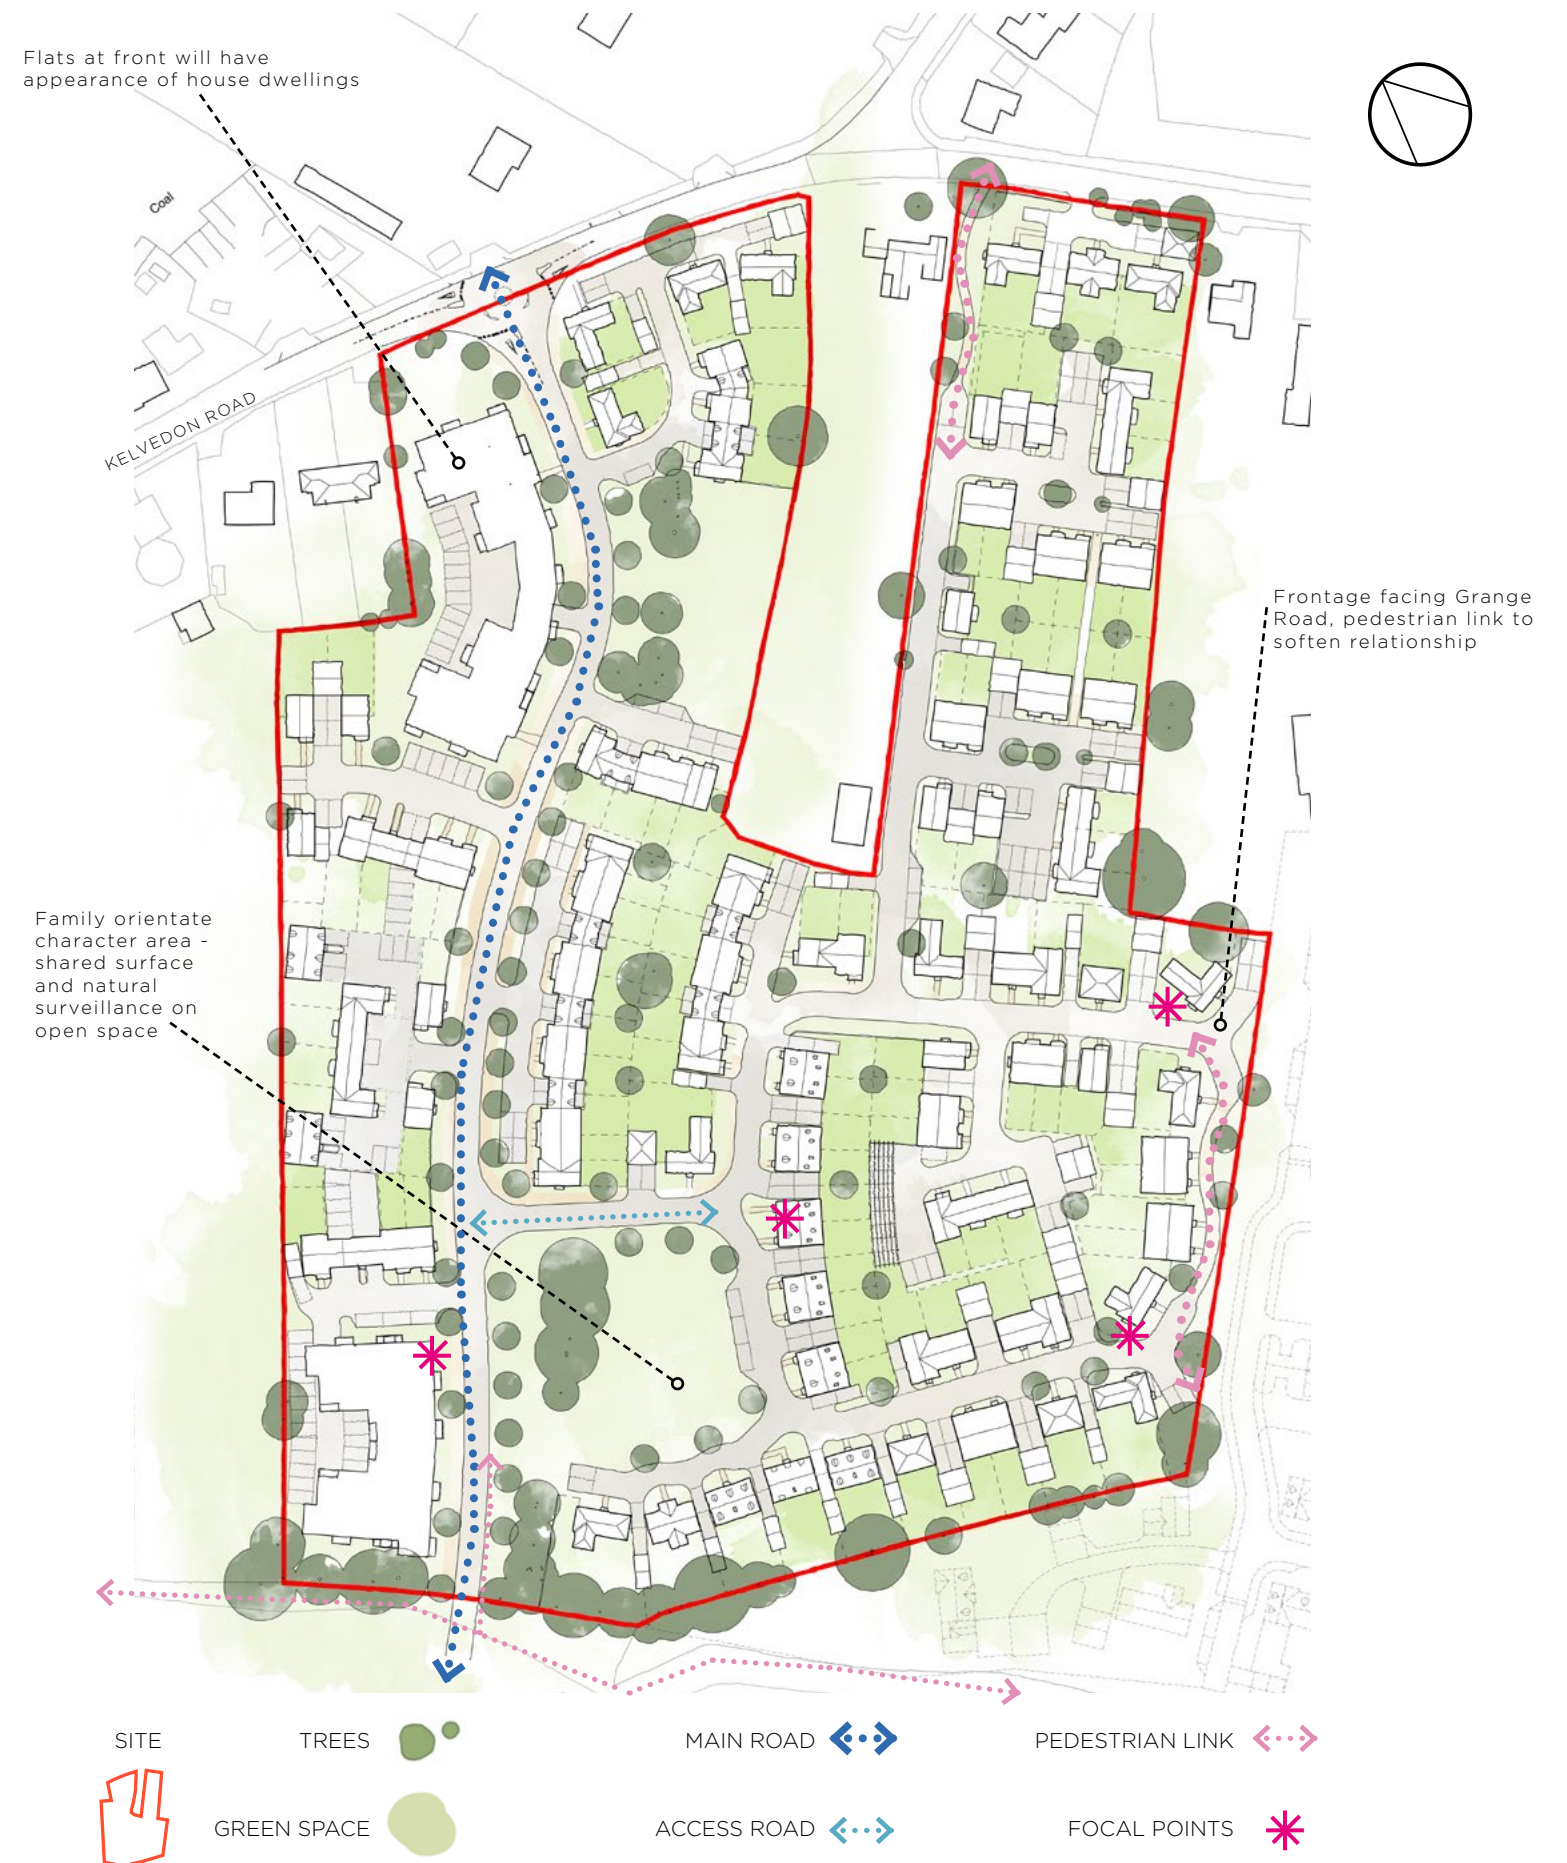 Flats at front will have
appearance of house dwellings
Coal
KELVEDON ROAD
Frontage facing Grange
Road, pedestrian link to
soften relationship
Family orientate
character area -
shared surface
and natural
surveillance on
open space
SITE
TREES
MAIN ROAD
PEDESTRIAN LINK
GREEN SPACE
ACCESS ROAD
FOCAL POINTS